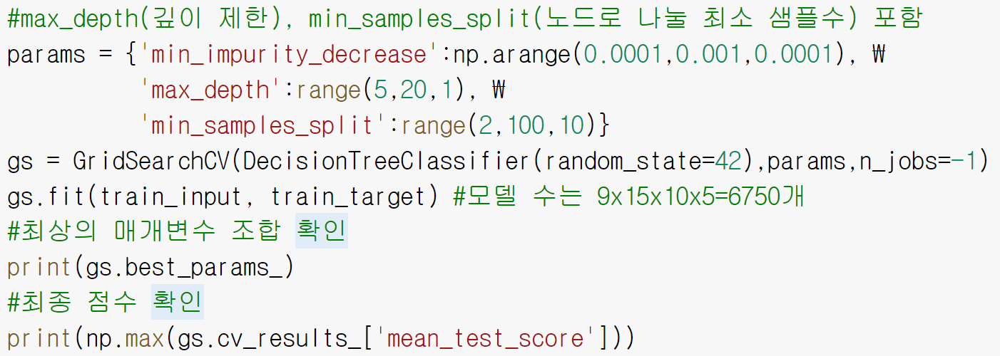 #max_depth(깊이 제한), min_samples_split(노드로 나눌 최소 샘플수) 포함
params = {'min_impurity_decrease':np.arange(0.0001,0.001,0.0001), ₩
'max_depth':range(5,20,1), ₩
'min_samples_split':range(2,100,10)}
gs = GridSearchCV(DecisionTreeClassifier(random_state=42),params,n_jobs=-1)
gs.fit(train_input, train_target) #모델 수는 9x15x10x5=6750개
#최상의 매개변수 조합 확인
print(gs.best_params_)
#최종 점수 확인
print(np.max(gs.cv_results_['mean_test_score']))